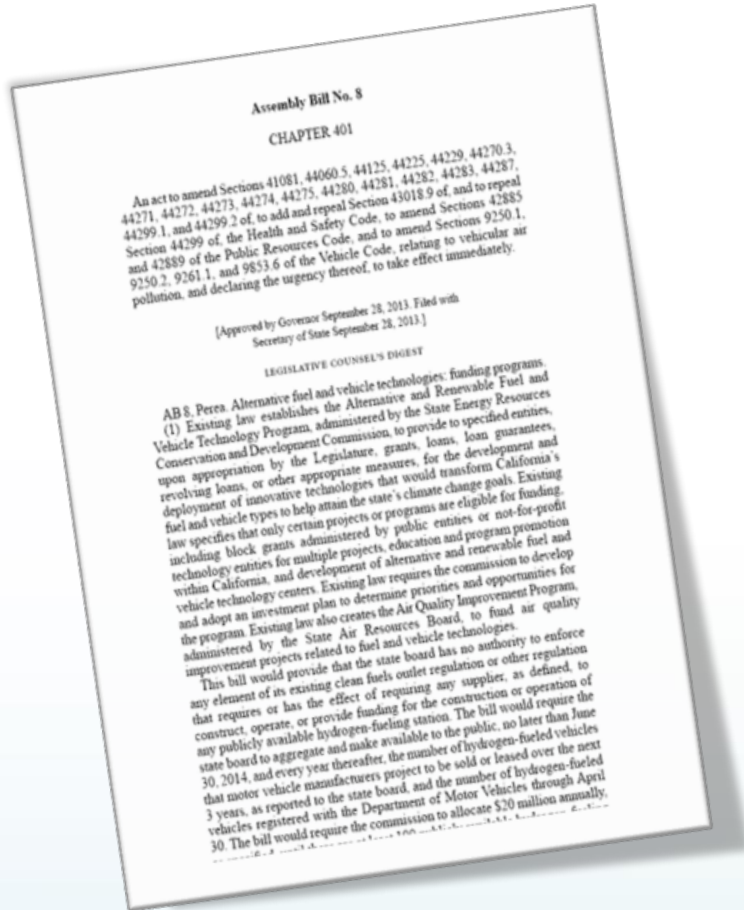 Assembly Bill No. 8
CHAPTER 401
An act to amend Sections 41081, 44060.5, 44125, 44225, 44229, 44270.3,
44271, 44272, 44273, 44274, 44275, 44280, 44281, 44282, 44283, 44287,
44299.1, and 44299.2 of, to add and repeal Section 43018.9 of, and to repeal
Section 44299 of, the Health and Safety Code, to amend Sections 42885
and 42889 of the Public Resources Code, and to amend Sections 9250.1,
9250.2, 9261.1, and 9853.6 of the Vehicle Code, relating to vehicular air
pollution, and declaring the urgency thereof, to take effect immediately.
[Approved by Governor September 28, 2013. Filed with
Secretary of State September 28, 2013.]
LEGISLATIVE COUNSEL'S DIGEST
AB 8, Perea. Alternative fuel and vehicle technologies: funding programs.
(1) Existing law establishes the Alternative and Renewable Fuel and
Vehicle Technology Program, administered by the State Energy Resources
Conservation and Development Commission, to provide to specified entities,
upon appropriation by the Legislature, grants, loans, loan guarantees,
revolving loans, or other appropriate measures, for the development and
deployment of innovative technologies that would transform California's
fuel and vehicle types to help attain the state's climate change goals. Existing
law specifies that only certain projects or programs are eligible for funding,
including block grants administered by public entities or not-for-profit
technology entities for multiple projects, education and program promotion
within California, and development of alternative and renewable fuel and
vehicle technology centers. Existing law requires the commission to develop
and adopt an investment plan to determine priorities and opportunities for
the program. Existing law also creates the Air Quality Improvement Program,
administered by the State Air Resources Board, to fund air quality
improvement projects related to fuel and vehicle technologies.
This bill would provide that the state board has no authority to enforce
any element of its existing clean fuels outlet regulation or other regulation
that requires or has the effect of requiring any supplier, as defined, to
construct, operate, or provide funding for the construction or operation of
any publicly available hydrogen-fueling station. The bill would require the
state board to aggregate and make available to the public, no later than June
30, 2014, and every year thereafter, the number of hydrogen-fueled vehicles
that motor vehicle manufacturers project to be sold or leased over the next
3 years, as reported to the state board, and the number of hydrogen-fueled
vehicles registered with the Department of Motor Vehicles through April
30. The bill would require the commission to allocate $20 million annually,